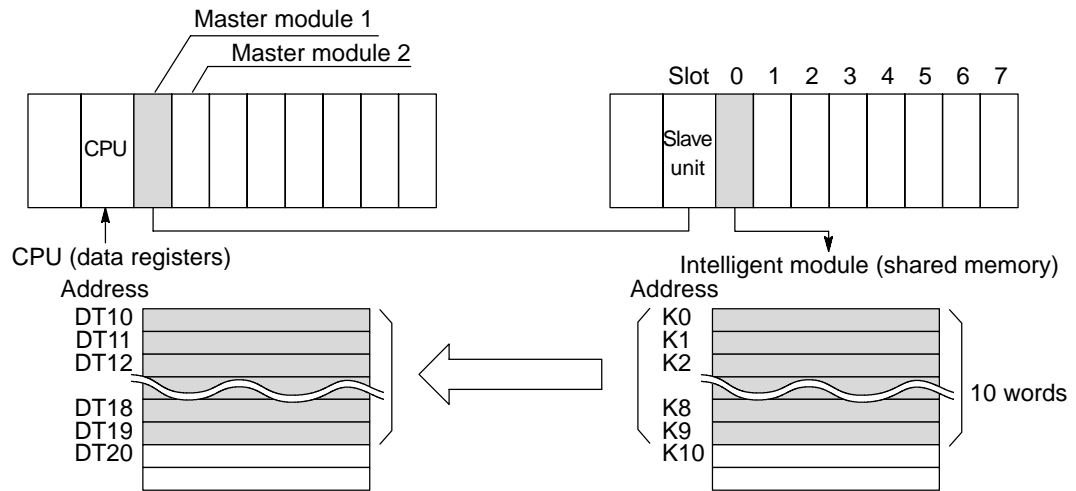 Master module 1
Master module 2
Slot 0 1 2 3 4 5 6 7
CPU
Slave
unit
CPU (data registers)
Intelligent module (shared memory)
Address
DT10
DT11
DT12
DT18
DT19
DT20
Address
K0
K1
K2
K8
K9
K10
10 words